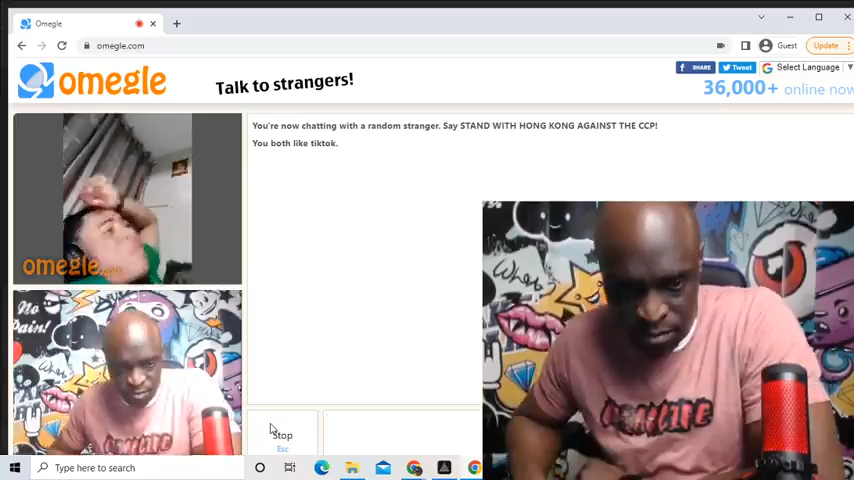 Omegle
omegle.com
Guest
Update
omegle
Talk to strangers!
SHARE
Tweet
Select Language
36,000+ online now
You're now chatting with a random stranger. Say STAND WITH HONG KONG AGAINST THE CCP!
You both like tiktok.
omegle
No
Pain!
Stop
Esc
Type here to search